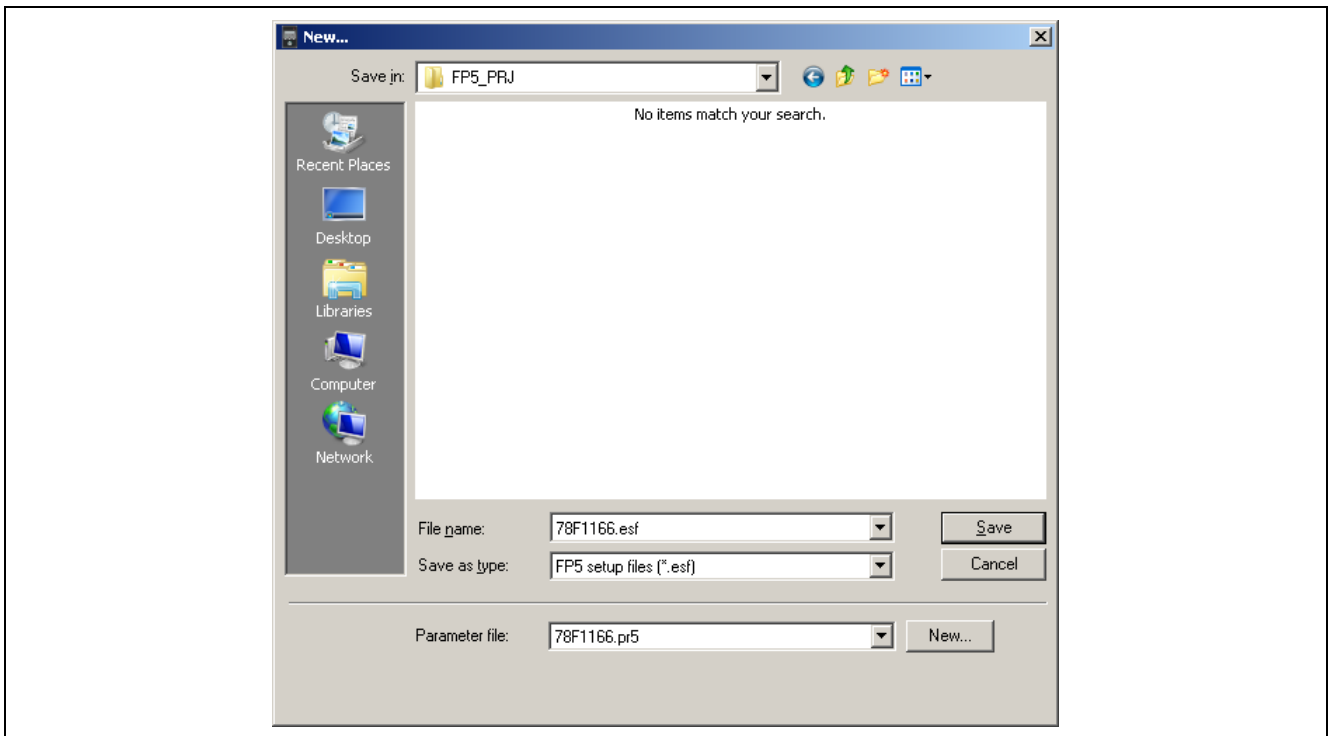 New...
Save in: FP5_PRJ
No items match your search.
Recent Places
Desktop
Libraries
Computer
Network
File name: 78F1166.esf Save
Save as type: FP5 setup files (*.esf) Cancel
Parameter file: 78F1166.pr5 New...